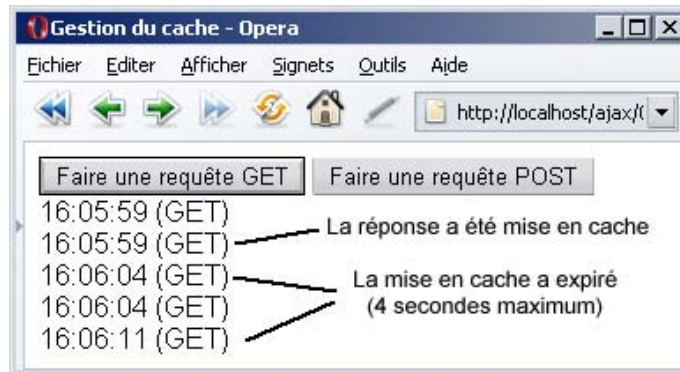 Gestion du cache - Opera
Fichier Editer Afficher Signets Outils Aide
http://localhost/ajax/(
Faire une requête GET Faire une requête POST
16:05:59 (GET)
16:05:59 (GET) La réponse a été mise en cache
16:06:04 (GET) La mise en cache a expiré
16:06:04 (GET) (4 secondes maximum)
16:06:11 (GET)